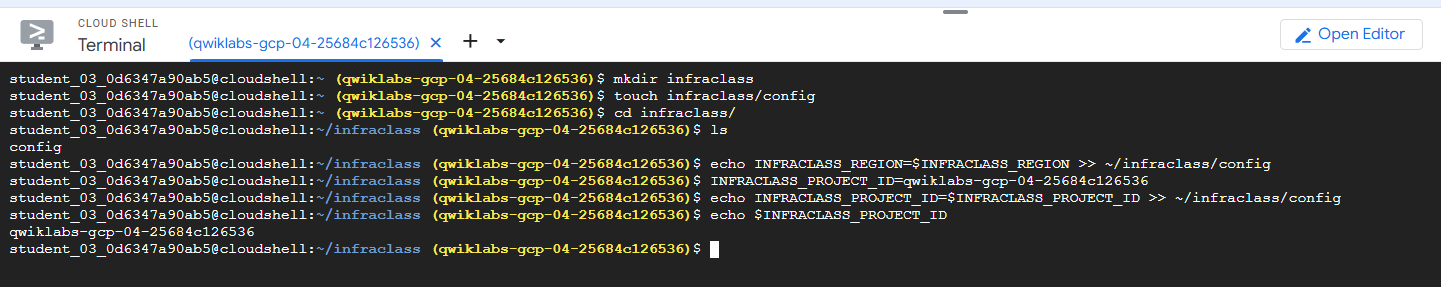 CLOUD SHELL
Terminal
(qwiklabs-gcp-04-25684c126536)
Open Editor
student_03_0d6347a90ab5@cloudshell:~ (qwiklabs-gcp-04-25684c126536)$ mkdir infraclass
student_03_0d6347a90ab5@cloudshell:~ (qwiklabs-gcp-04-25684c126536)$ touch infraclass/config
student_03_0d6347a90ab5@cloudshell:~ (qwiklabs-gcp-04-25684c126536)$ cd infraclass/
student_03_0d6347a90ab5@cloudshell:~/infraclass (qwiklabs-gcp-04-25684c126536)$ ls
config
student_03_0d6347a90ab5@cloudshell:~/infraclass (qwiklabs-gcp-04-25684c126536)$ echo INFRACLASS_REGION=$INFRACLASS_REGION >> ~/infraclass/config
student_03_0d6347a90ab5@cloudshell:~/infraclass (qwiklabs-gcp-04-25684c126536)$ INFRACLASS_PROJECT_ID=qwiklabs-gcp-04-25684c126536
student_03_0d6347a90ab5@cloudshell:~/infraclass (qwiklabs-gcp-04-25684c126536)$ echo INFRACLASS_PROJECT_ID=$INFRACLASS_PROJECT_ID >> ~/infraclass/config
student_03_0d6347a90ab5@cloudshell:~/infraclass (qwiklabs-gcp-04-25684c126536)$ echo $INFRACLASS_PROJECT_ID
qwiklabs-gcp-04-25684c126536
student_03_0d6347a90ab5@cloudshell:~/infraclass (qwiklabs-gcp-04-25684c126536)$